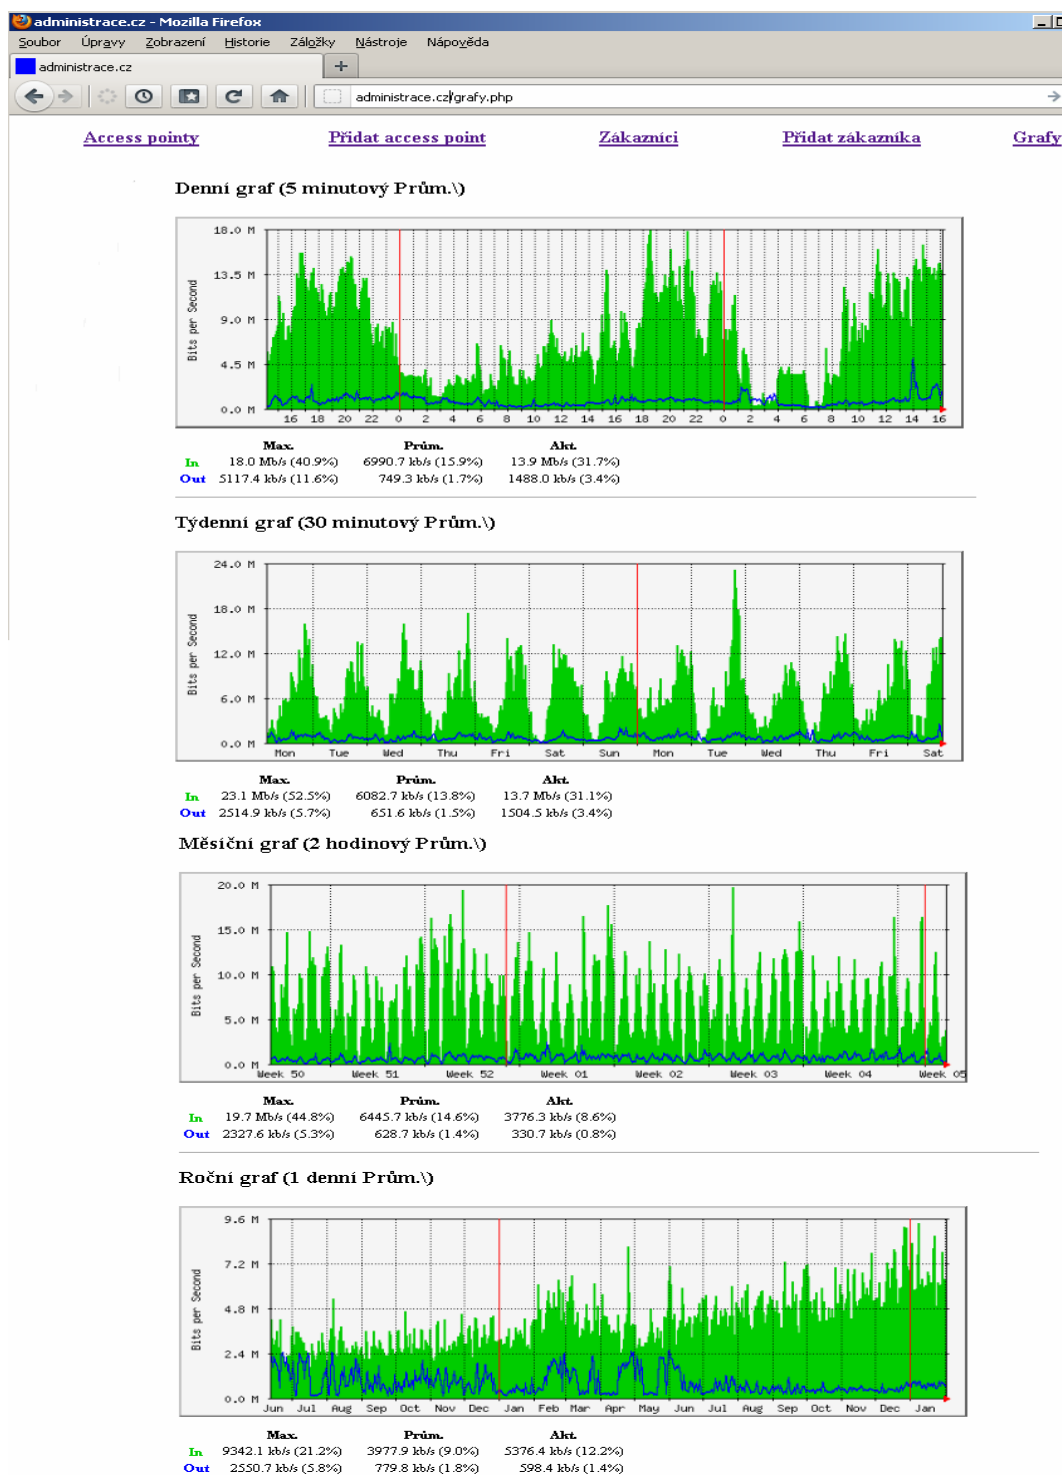 administrace.cz - Mozilla Firefox
Soubor Úpravy Zobrazení Historie Záložky Nástroje Nápověda
administrace.cz +
administrace.cz/grafy.php
Access pointy Přidat access point Zákazníci Přidat zákazníka Grafy
Denní graf (5 minutový Prům.\)
Bits per Second
18.0 M
13.5 M
9.0 M
4.5 M
0.0 M
16 18 20 22 0 2 4 6 8 10 12 14 16 18 20 22 0 2 4 6 8 10 12 14 16
Max. Prům. Akt.
In 18.0 Mb/s (40.9%) 6990.7 kb/s (15.9%) 13.9 Mb/s (31.7%)
Out 5117.4 kb/s (11.6%) 749.3 kb/s (1.7%) 1488.0 kb/s (3.4%)
Týdenní graf (30 minutový Prům.\)
Bits per Second
24.0 M
18.0 M
12.0 M
6.0 M
0.0 M
Mon Tue Wed Thu Fri Sat Sun Mon Tue Wed Thu Fri Sat
Max. Prům. Akt.
In 23.1 Mb/s (52.5%) 6082.7 kb/s (13.8%) 13.7 Mb/s (31.1%)
Out 2514.9 kb/s (5.7%) 651.6 kb/s (1.5%) 1504.5 kb/s (3.4%)
Měsíční graf (2 hodinový Prům.\)
Bits per Second
20.0 M
15.0 M
10.0 M
5.0 M
0.0 M
Week 50 Week 51 Week 52 Week 01 Week 02 Week 03 Week 04 Week 05
Max. Prům. Akt.
In 19.7 Mb/s (44.8%) 6445.7 kb/s (14.6%) 3776.3 kb/s (8.6%)
Out 2327.6 kb/s (5.3%) 628.7 kb/s (1.4%) 330.7 kb/s (0.8%)
Roční graf (1 denní Prům.\)
Bits per Second
9.6 M
7.2 M
4.8 M
2.4 M
0.0 M
Jun Jul Aug Sep Oct Nov Dec Jan Feb Mar Apr May Jun Jul Aug Sep Oct Nov Dec Jan
Max. Prům. Akt.
In 9342.1 kb/s (21.2%) 3977.9 kb/s (9.0%) 5376.4 kb/s (12.2%)
Out 2550.7 kb/s (5.8%) 779.8 kb/s (1.8%) 598.4 kb/s (1.4%)